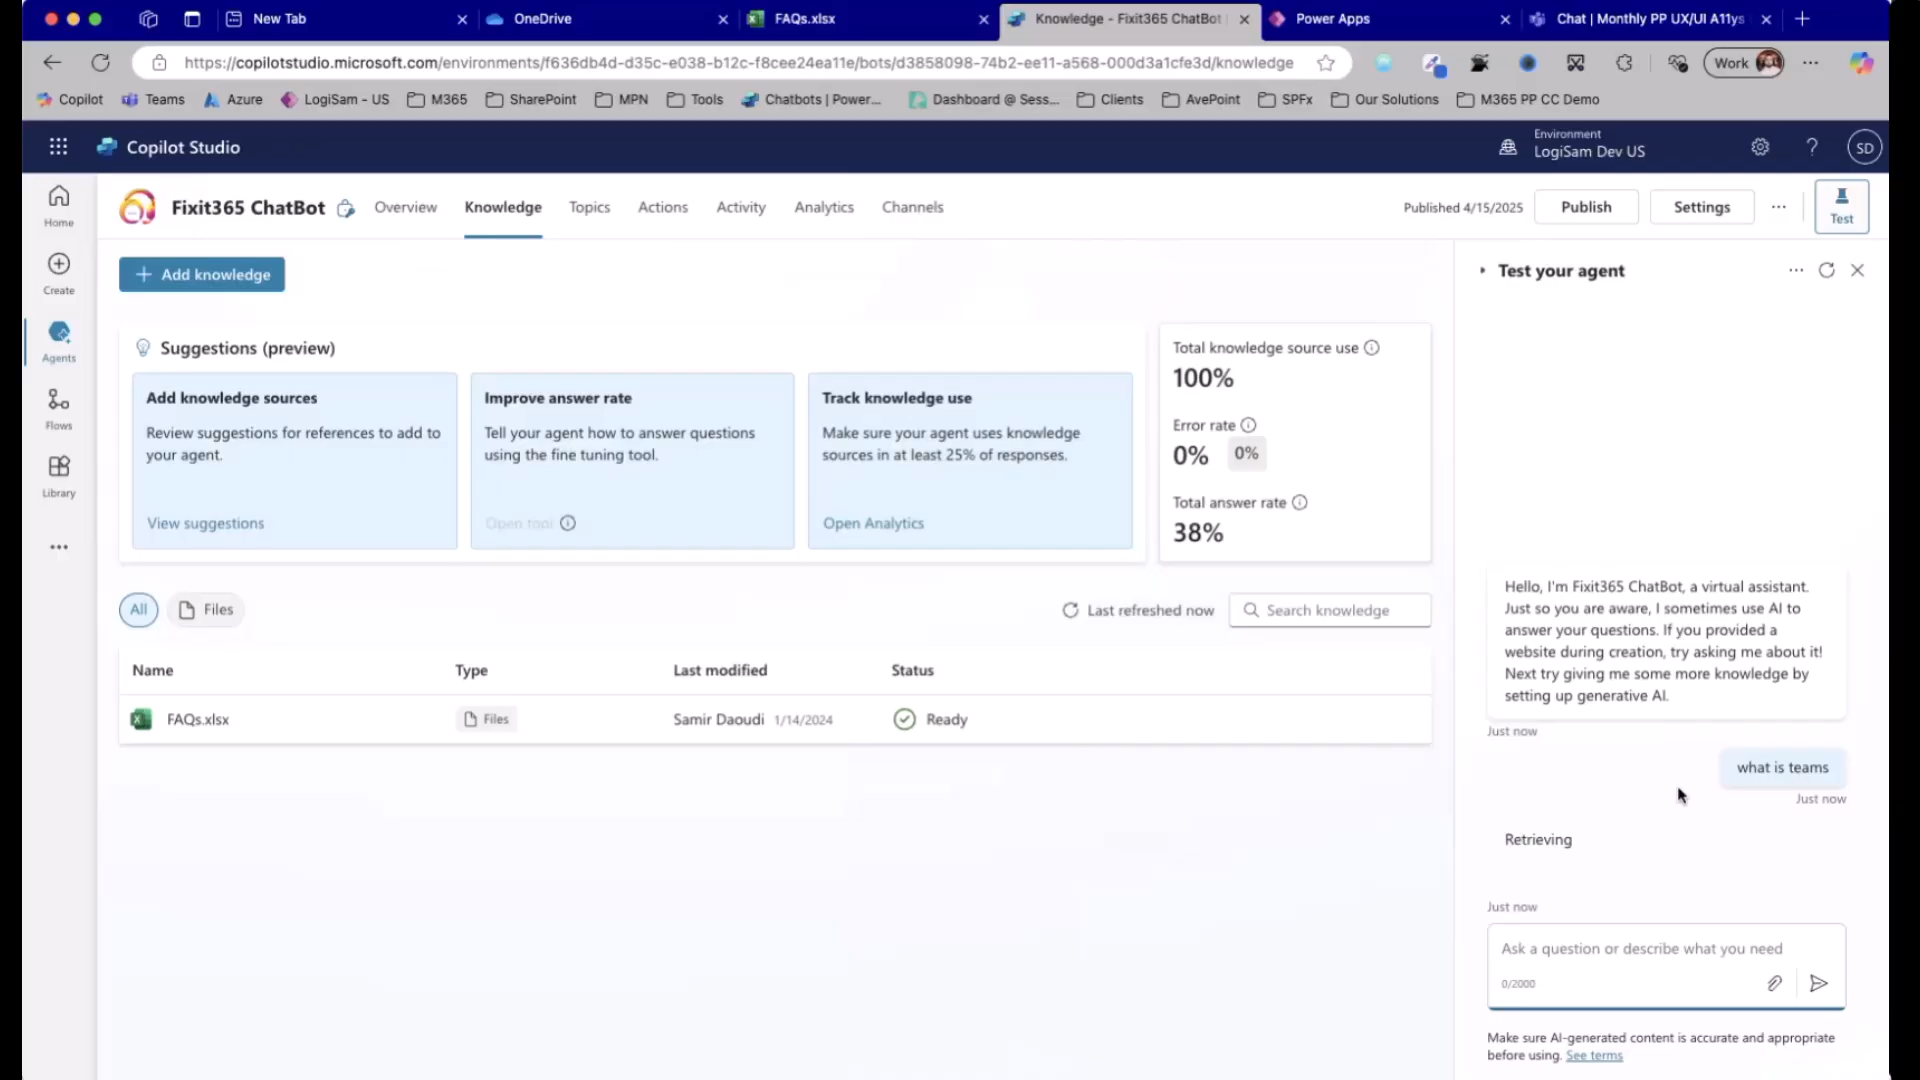 New Tab
OneDrive
FAQs.xlsx
Knowledge - Fixit365 ChatBot
Power Apps
Chat | Monthly PP UX/UI A11ys
https://copilotstudio.microsoft.com/environments/f636db4d-d35c-e038-b12c-f8cee24ea11e/bots/d3858098-74b2-ee11-a568-000d3a1cfe3d/knowledge
Work
Copilot
Teams
Azure
LogiSam - US
M365
SharePoint
MPN
Tools
Chatbots | Power...
Dashboard @ Sess...
Clients
AvePoint
SPFx
Our Solutions
M365 PP CC Demo
Copilot Studio
Environment
LogiSam Dev US
?
SD
Home
Create
Agents
Flows
Library
Fixit365 ChatBot
Overview
Knowledge
Topics
Actions
Activity
Analytics
Channels
Published 4/15/2025
Publish
Settings
Test
Add knowledge
Suggestions (preview)
Add knowledge sources
Review suggestions for references to add to
your agent.
View suggestions
Improve answer rate
Tell your agent how to answer questions
using the fine tuning tool.
Open tool
Track knowledge use
Make sure your agent uses knowledge
sources in at least 25% of responses.
Open Analytics
Total knowledge source use
100%
Error rate
0% 0%
Total answer rate
38%
All
Files
Last refreshed now
Search knowledge
Name Type Last modified Status
FAQs.xlsx Files Samir Daoudi 1/14/2024 Ready
Test your agent
Hello, I'm Fixit365 ChatBot, a virtual assistant.
Just so you are aware, I sometimes use AI to
answer your questions. If you provided a
website during creation, try asking me about it!
Next try giving me some more knowledge by
setting up generative AI.
Just now
what is teams
Just now
Retrieving
Just now
Ask a question or describe what you need
0/2000
Make sure AI-generated content is accurate and appropriate
before using. See terms